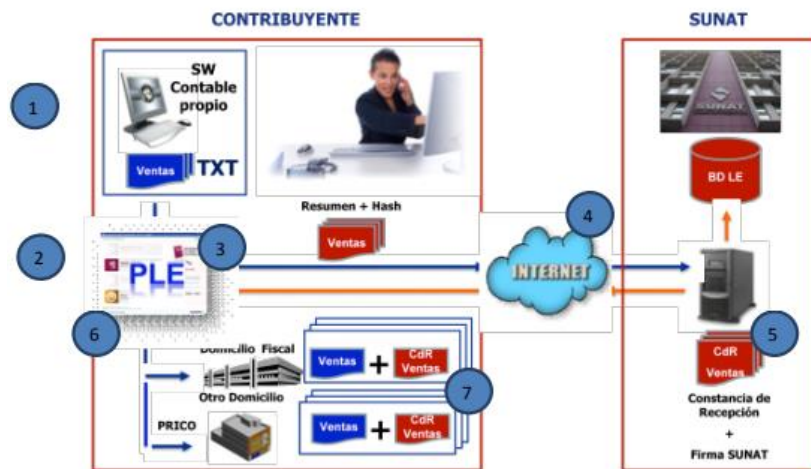 CONTRIBUYENTE
SUNAT
1
SW
Contable
propio
Ventas
TXT
SUNAT
BD LE
Resumen + Hash
Ventas
2
PLE
3
4
INTERNET
5
CdR
Ventas
Constancia de
Recepción
+
Firma SUNAT
6
Domicilio Fiscal
Ventas
+
CdR
Ventas
Otro Domicilio
7
PRICO
Ventas
+
CdR
Ventas